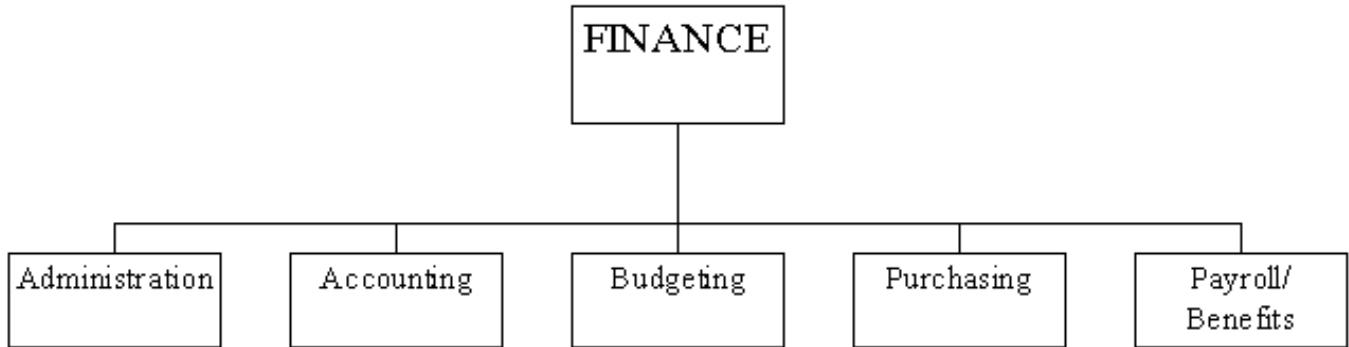 FINANCE
Administration
Accounting
Budgeting
Purchasing
Payroll/
Benefits